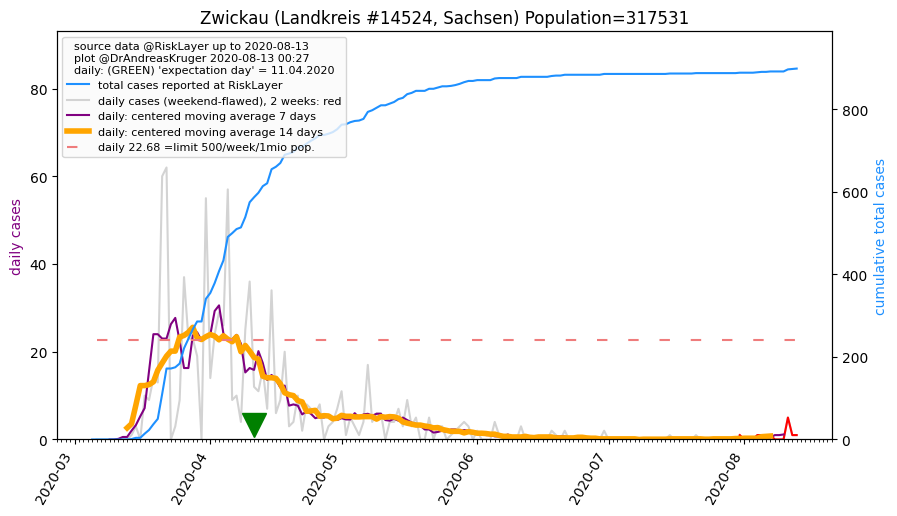 Zwickau (Landkreis #14524, Sachsen) Population=317531
source data @RiskLayer up to 2020-08-13
plot @DrAndreasKruger 2020-08-13 00:27
daily: (GREEN) 'expectation day' = 11.04.2020
total cases reported at RiskLayer
daily cases (weekend-flawed), 2 weeks: red
daily: centered moving average 7 days
daily: centered moving average 14 days
daily 22.68 =limit 500/week/1mio pop.
daily cases
80
60
40
20
0
cumulative total cases
800
600
400
200
0
2020-03
2020-04
2020-05
2020-06
2020-07
2020-08